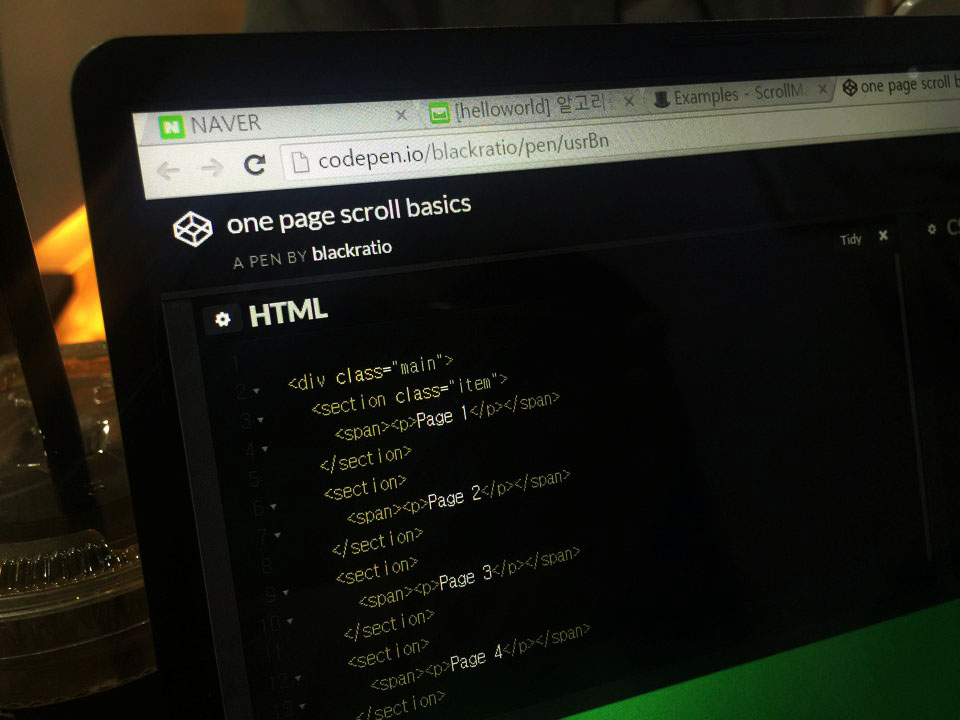 NAVER
[helloworld] 알고리
Examples - ScrollM
one page scroll b
codepen.io/blackratio/pen/usrBn
one page scroll basics
A PEN BY blackratio
Tidy
HTML
1
2 <div class="main">
3 <section class="item">
4 <span><p>Page 1</p></span>
5 </section>
6 <section>
7 <span><p>Page 2</p></span>
8 </section>
9 <section>
10 <span><p>Page 3</p></span>
11 </section>
12 <section>
13 <span><p>Page 4</p></span>
</section>